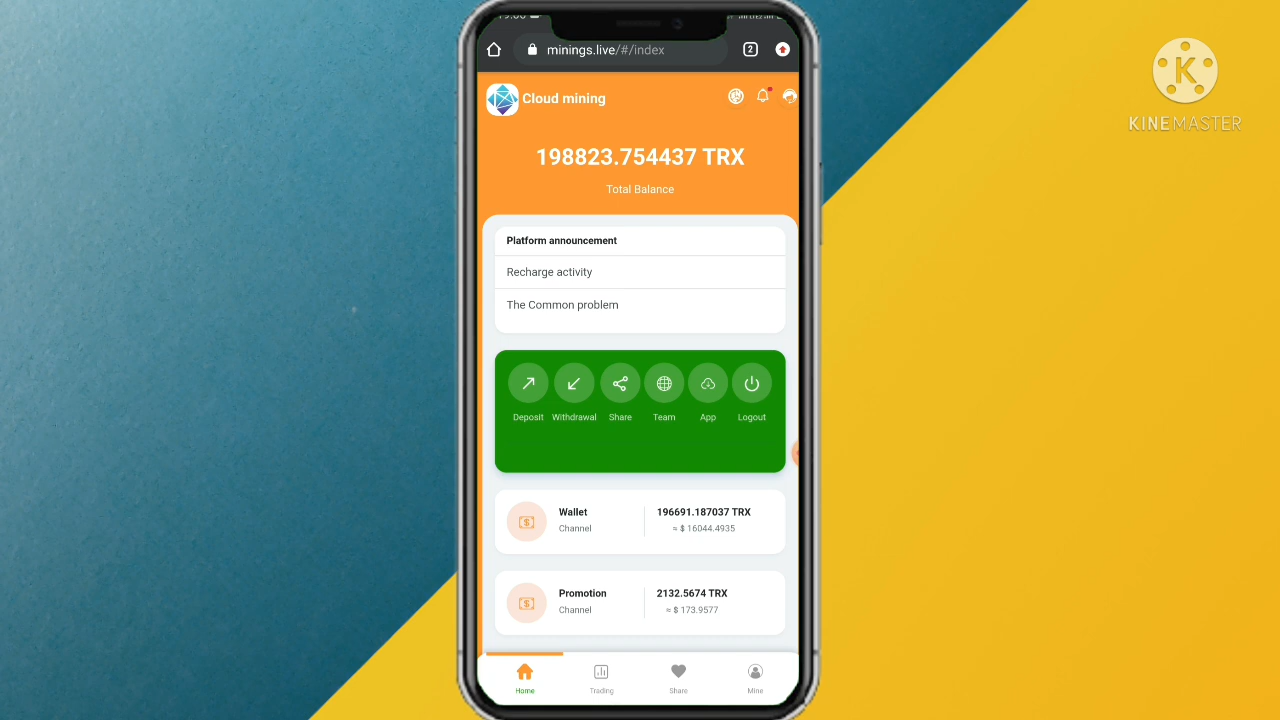 minings.live/#/index
2
Cloud mining
198823.754437 TRX
Total Balance
Platform announcement
Recharge activity
The Common problem
Deposit Withdrawal Share Team App Logout
Wallet
196691.187037 TRX
Channel
≈ $ 16044.4935
Promotion
2132.5674 TRX
Channel
≈ $ 173.9577
Home Trading Share Mine
K
KINEMASTER